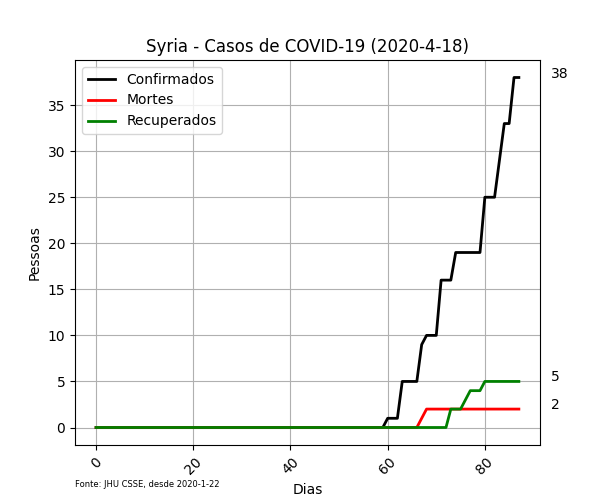 Syria - Casos de COVID-19 (2020-4-18)
Confirmados
Mortes
Recuperados
38
35
30
25
20
15
10
5
0
5
2
Pessoas
0
20
40
60
80
Dias
Fonte: JHU CSSE, desde 2020-1-22